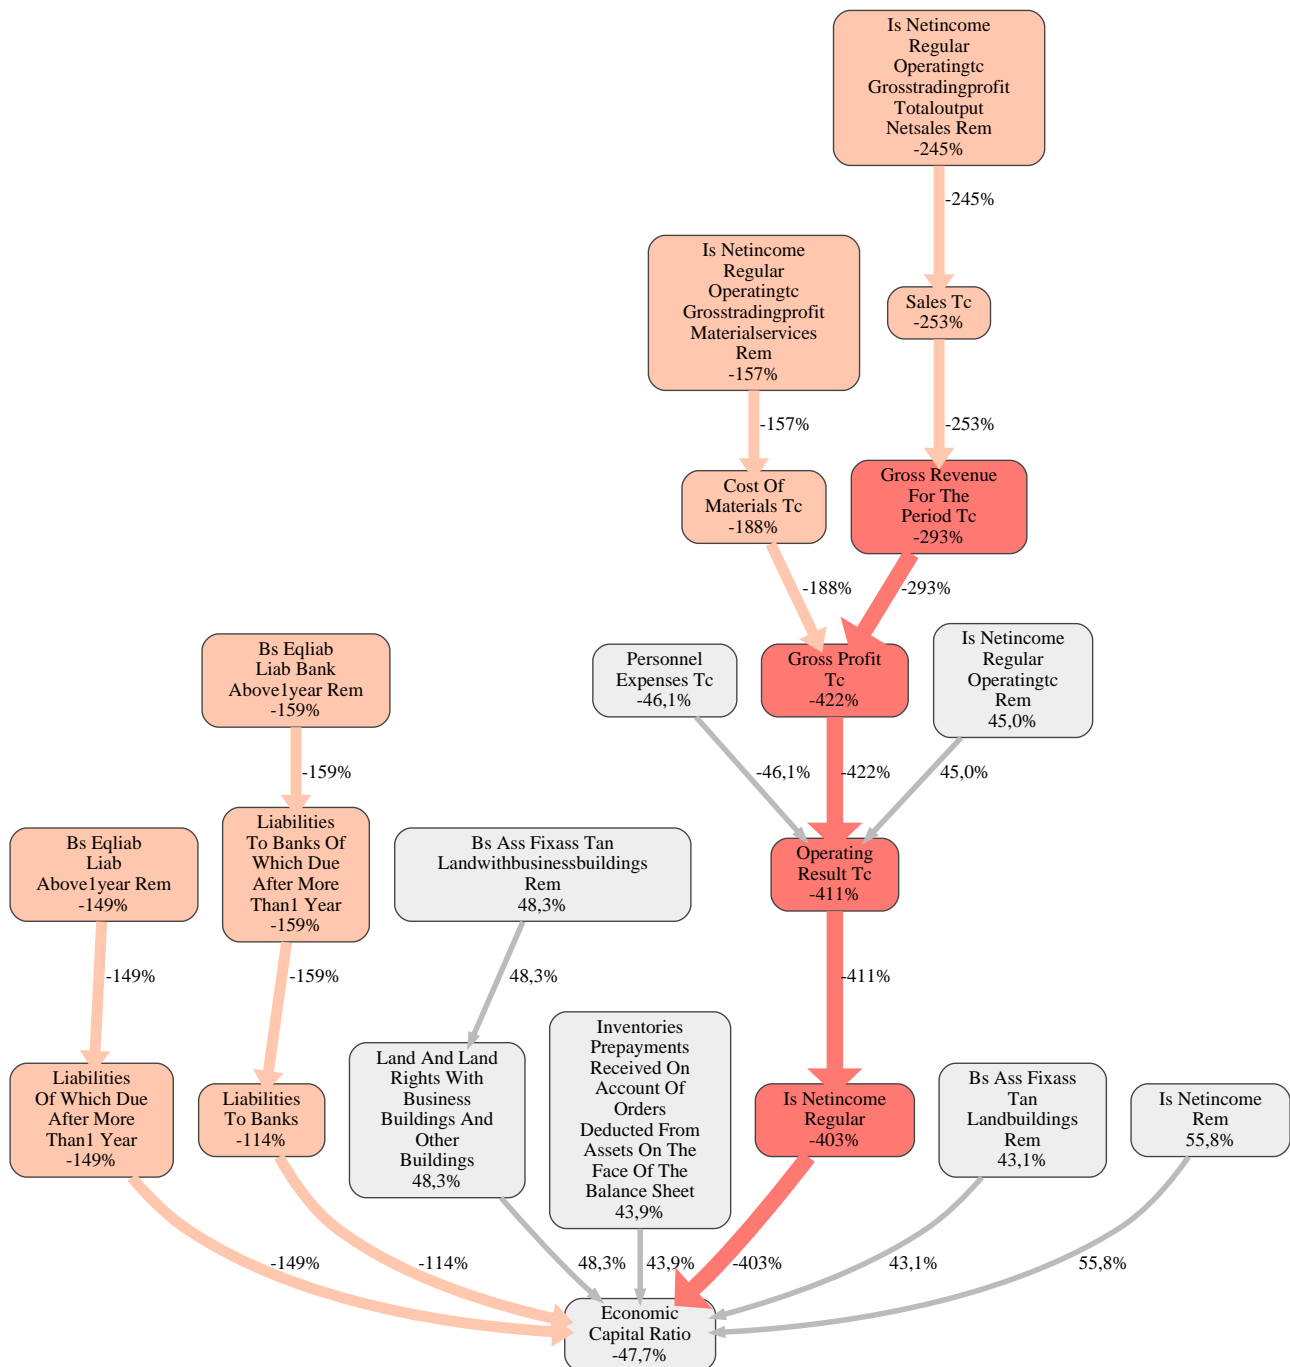 Is Netincome
Regular
Operatingtc
Grosstradingprofit
Totaloutput
Netsales Rem
-245%
-245%
Is Netincome
Regular
Operatingtc
Grosstradingprofit
Materialservices
Rem
-157%
Sales Tc
-253%
-157%
-253%
Cost Of
Materials Tc
-188%
Gross Revenue
For The
Period Tc
-293%
-188%
-293%
Bs Eqliab
Liab Bank
Above1year Rem
-159%
Personnel
Expenses Tc
-46,1%
Gross Profit
Tc
-422%
Is Netincome
Regular
Operatingtc
Rem
45,0%
-159%
-46,1%
-422%
45,0%
Bs Eqliab
Liab
Above1year Rem
-149%
Liabilities
To Banks Of
Which Due
After More
Than1 Year
-159%
Bs Ass Fixass Tan
Landwithbusinessbuildings
Rem
48,3%
Operating
Result Tc
-411%
-149%
-159%
48,3%
-411%
Liabilities
Of Which Due
After More
Than1 Year
-149%
Liabilities
To Banks
-114%
Land And Land
Rights With
Business
Buildings And
Other
Buildings
48,3%
Inventories
Prepayments
Received On
Account Of
Orders
Deducted From
Assets On The
Face Of The
Balance Sheet
43,9%
Is Netincome
Regular
-403%
Bs Ass Fixass
Tan
Landbuildings
Rem
43,1%
Is Netincome
Rem
55,8%
-149%
-114%
48,3%
43,9%
-403%
43,1%
55,8%
Economic
Capital Ratio
-47,7%